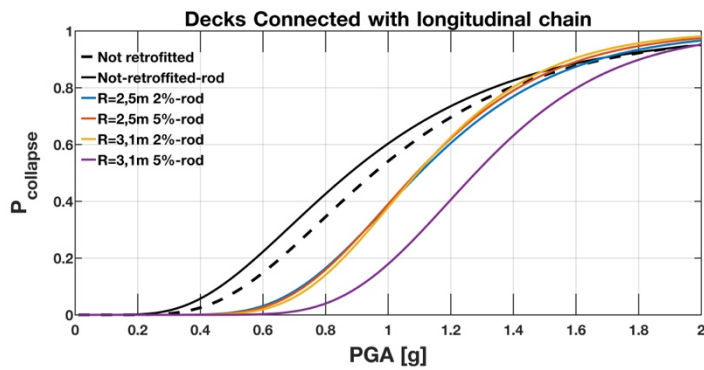 Decks Connected with longitudinal chain
1
0.8
0.6
0.4
0.2
0
P collapse
Not retrofitted
Not-retroffited-rod
R=2,5m 2%-rod
R=2,5m 5%-rod
R=3,1m 2%-rod
R=3,1m 5%-rod
0 0.2 0.4 0.6 0.8 1 1.2 1.4 1.6 1.8 2
PGA [g]